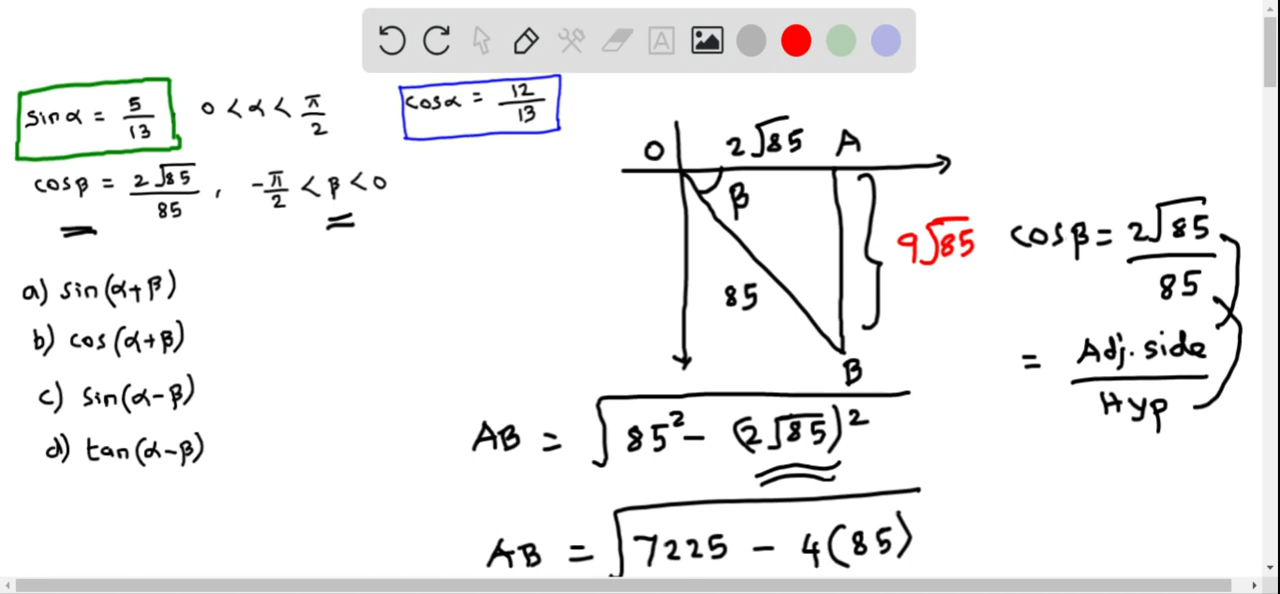 sin α = 5/13   0 < α < π/2
cos α = 12/13
cos β = 2√85/85 , -π/2 < β < 0
a) sin(α+β)
b) cos(α+β)
c) sin(α-β)
d) tan(α-β)
O   2√85   A
β
85
9√85
B
cos β = 2√85/85
= Adj. side/Hyp
AB = √(85² - (2√85)²)
AB = √(7225 - 4(85))
A